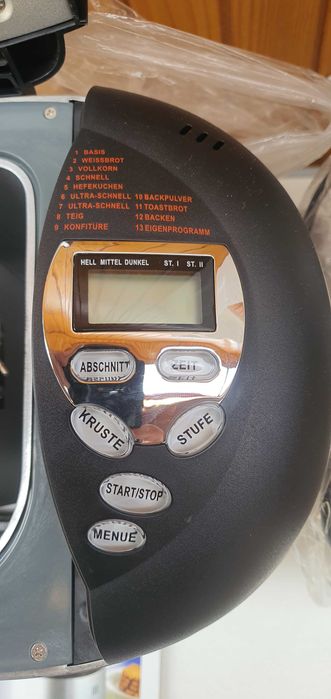 1 BASIS
2 WEISSBROT
3 VOLLKORN
4 SCHNELL
5 HEFEKUCHEN
6 ULTRA-SCHNELL 10 BACKPULVER
7 ULTRA-SCHNELL 11 TOASTBROT
8 TEIG 12 BACKEN
9 KONFITURE 13 EIGENPROGRAMM
HELL MITTEL DUNKEL ST. I ST. II
ABSCHNITT ZEIT
KRUSTE STUFE
START/STOP
MENUE